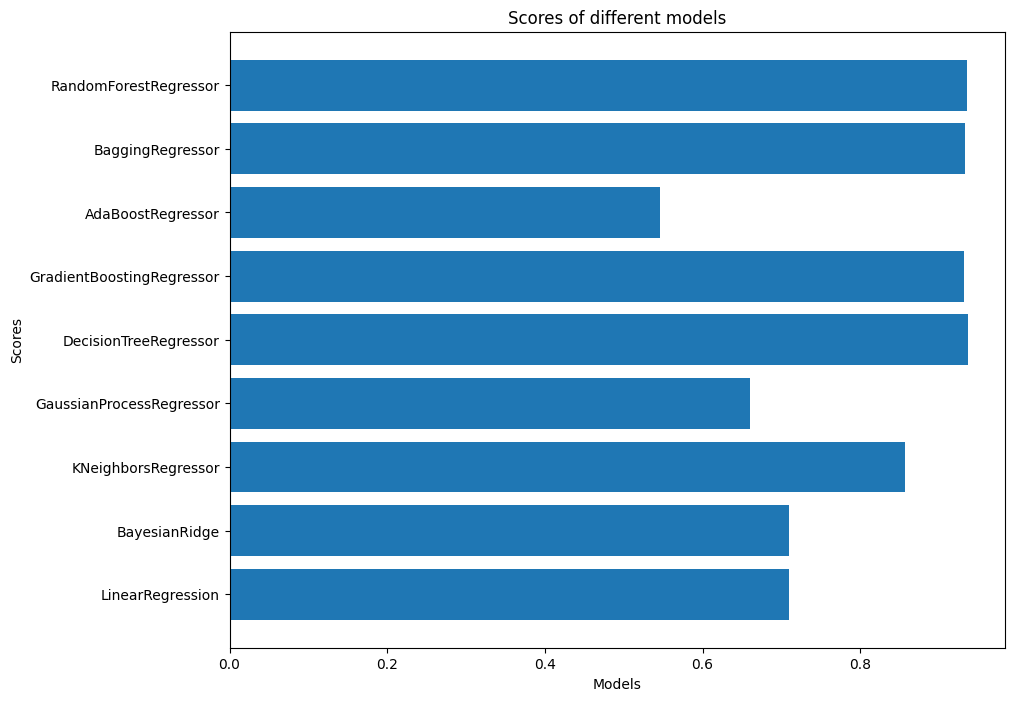 Scores of different models
RandomForestRegressor
BaggingRegressor
AdaBoostRegressor
GradientBoostingRegressor
DecisionTreeRegressor
GaussianProcessRegressor
KNeighborsRegressor
BayesianRidge
LinearRegression
Scores
0.0 0.2 0.4 0.6 0.8
Models